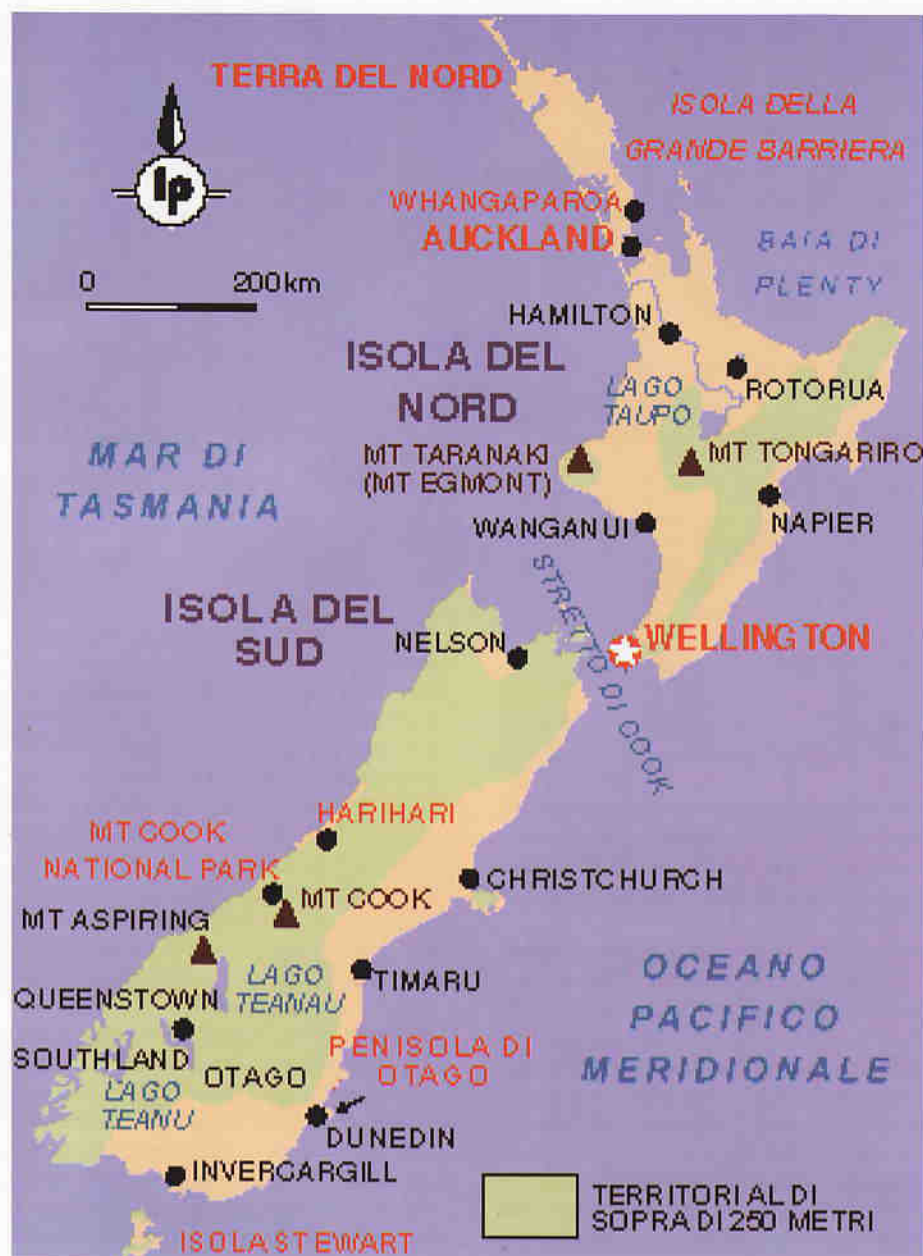 TERRA DEL NORD
ISOLA DELLA
GRANDE BARRIERA
lp
WHANGAPAROA
AUCKLAND
BAIA DI
PLENTY
0 200km
HAMILTON
ISOLA DEL
NORD
LAGO
TAUPO
ROTORUA
MAR DI
TASMANIA
MT TARANAKI
(MT EGMONT)
MT TONGARIRO
WANGANUI
NAPIER
STRETTO DI COOK
ISOLA DEL
SUD
NELSON
WELLINGTON
HARIHARI
MT COOK
NATIONAL PARK
MT COOK
CHRISTCHURCH
MT ASPIRING
LAGO
TEANAU
TIMARU
OCEANO
PACIFICO
MERIDIONALE
QUEENSTOWN
SOUTHLAND
LAGO
TEANU
OTAGO
PENISOLA DI
OTAGO
DUNEDIN
INVERCARGILL
ISOLA STEWART
TERRITORI AL DI
SOPRA DI 250 METRI